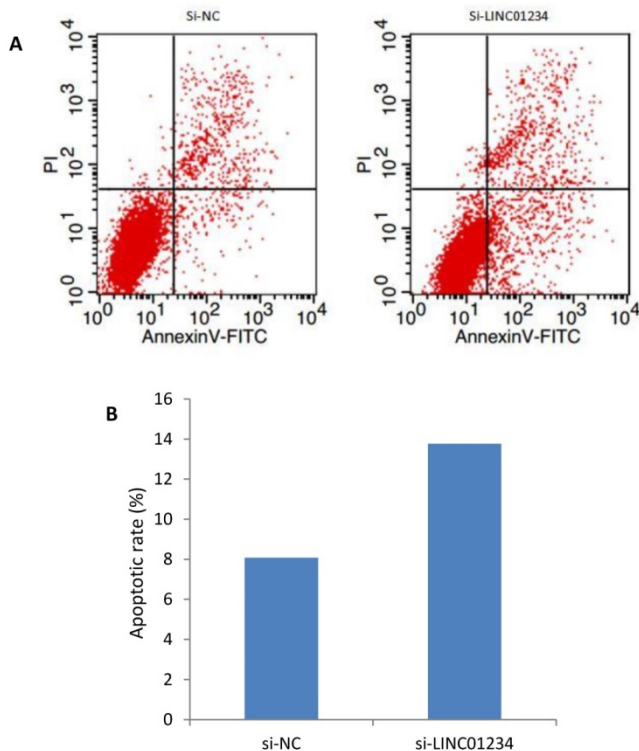 A
Si-NC
Si-LINC01234
PI
10^4
10^3
10^2
10^1
10^0
10^0 10^1 10^2 10^3 10^4
AnnexinV-FITC
PI
10^4
10^3
10^2
10^1
10^0
10^0 10^1 10^2 10^3 10^4
AnnexinV-FITC
B
Apoptotic rate (%)
16
14
12
10
8
6
4
2
0
si-NC si-LINC01234